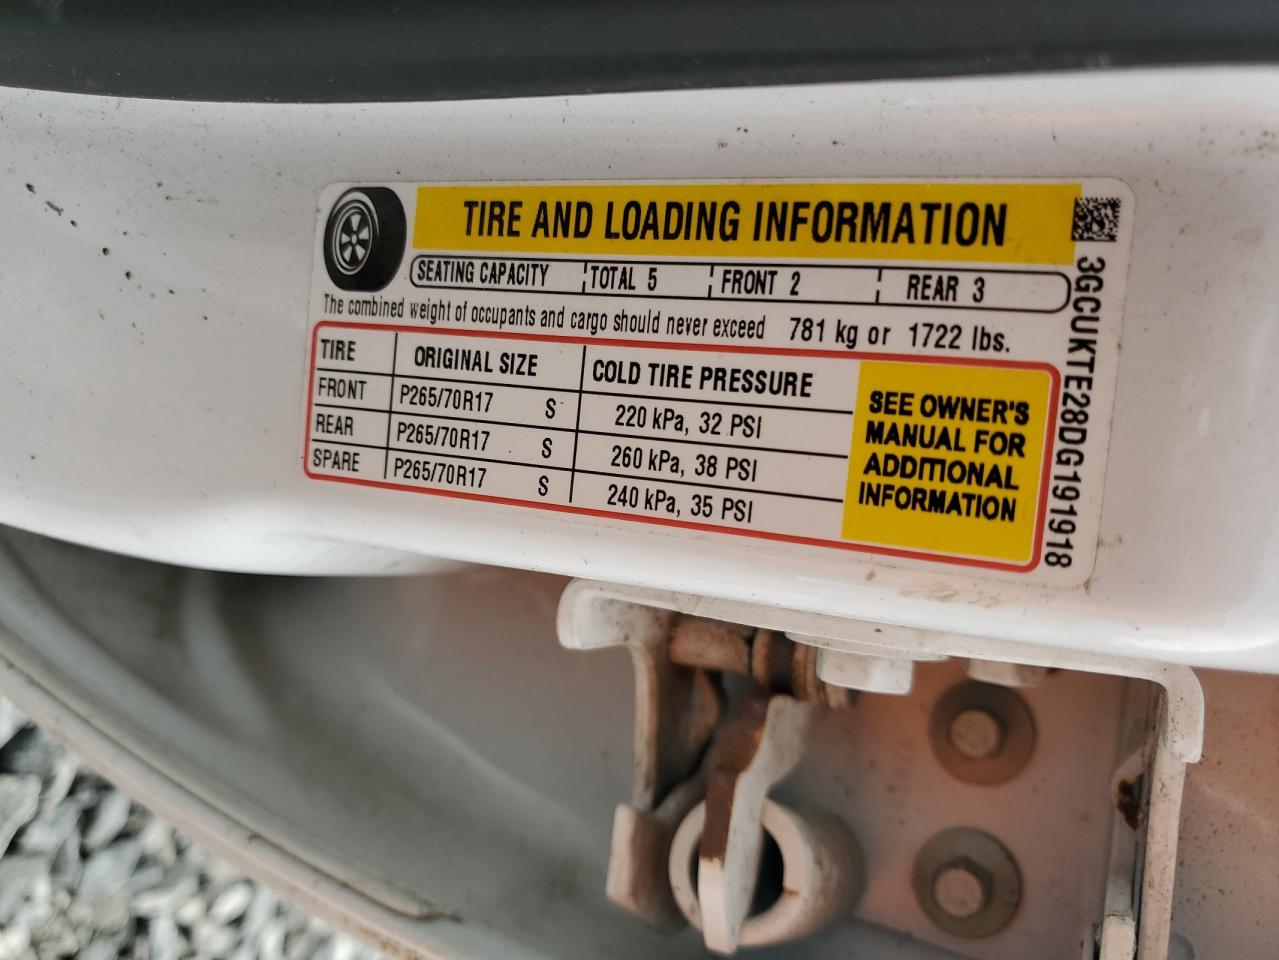 TIRE AND LOADING INFORMATION
SEATING CAPACITY TOTAL 5 FRONT 2 REAR 3
The combined weight of occupants and cargo should never exceed 781 kg or 1722 lbs.
TIRE ORIGINAL SIZE COLD TIRE PRESSURE
FRONT P265/70R17 S 220 kPa, 32 PSI
REAR P265/70R17 S 260 kPa, 38 PSI
SPARE P265/70R17 S 240 kPa, 35 PSI
SEE OWNER'S
MANUAL FOR
ADDITIONAL
INFORMATION
3GCUKTE28DG191918